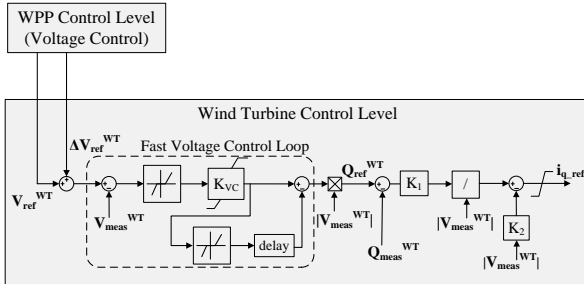 WPP Control Level
(Voltage Control)
Wind Turbine Control Level
ΔV_ref^WT
Fast Voltage Control Loop
V_ref^WT
+
+
+
-
K_VC
+
-
Q_ref^WT
+
-
K_1
/
+
-
i_q_ref
V_meas^WT
|V_meas^WT|
Q_meas^WT
|V_meas^WT|
K_2
delay
|V_meas^WT|